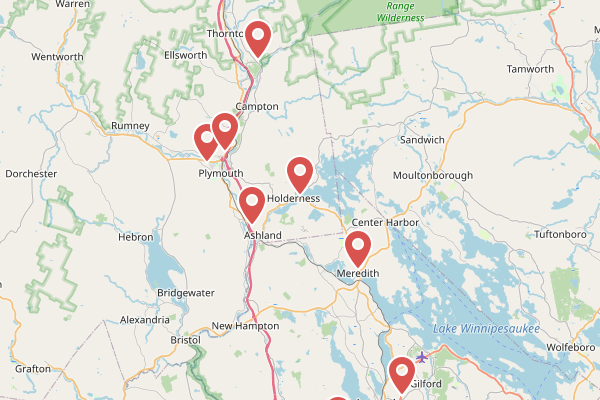 Warren
Range
Wilderness
Thornto
Wentworth
Ellsworth
Tamworth
Campton
Rumney
Sandwich
Dorchester
Plymouth
Moultonborough
Holderness
Center Harbor
Hebron
Ashland
Tuftonboro
Meredith
Bridgewater
Alexandria
New Hampton
Lake Winnipesaukee
Bristol
Wolfeboro
Grafton
Gilford